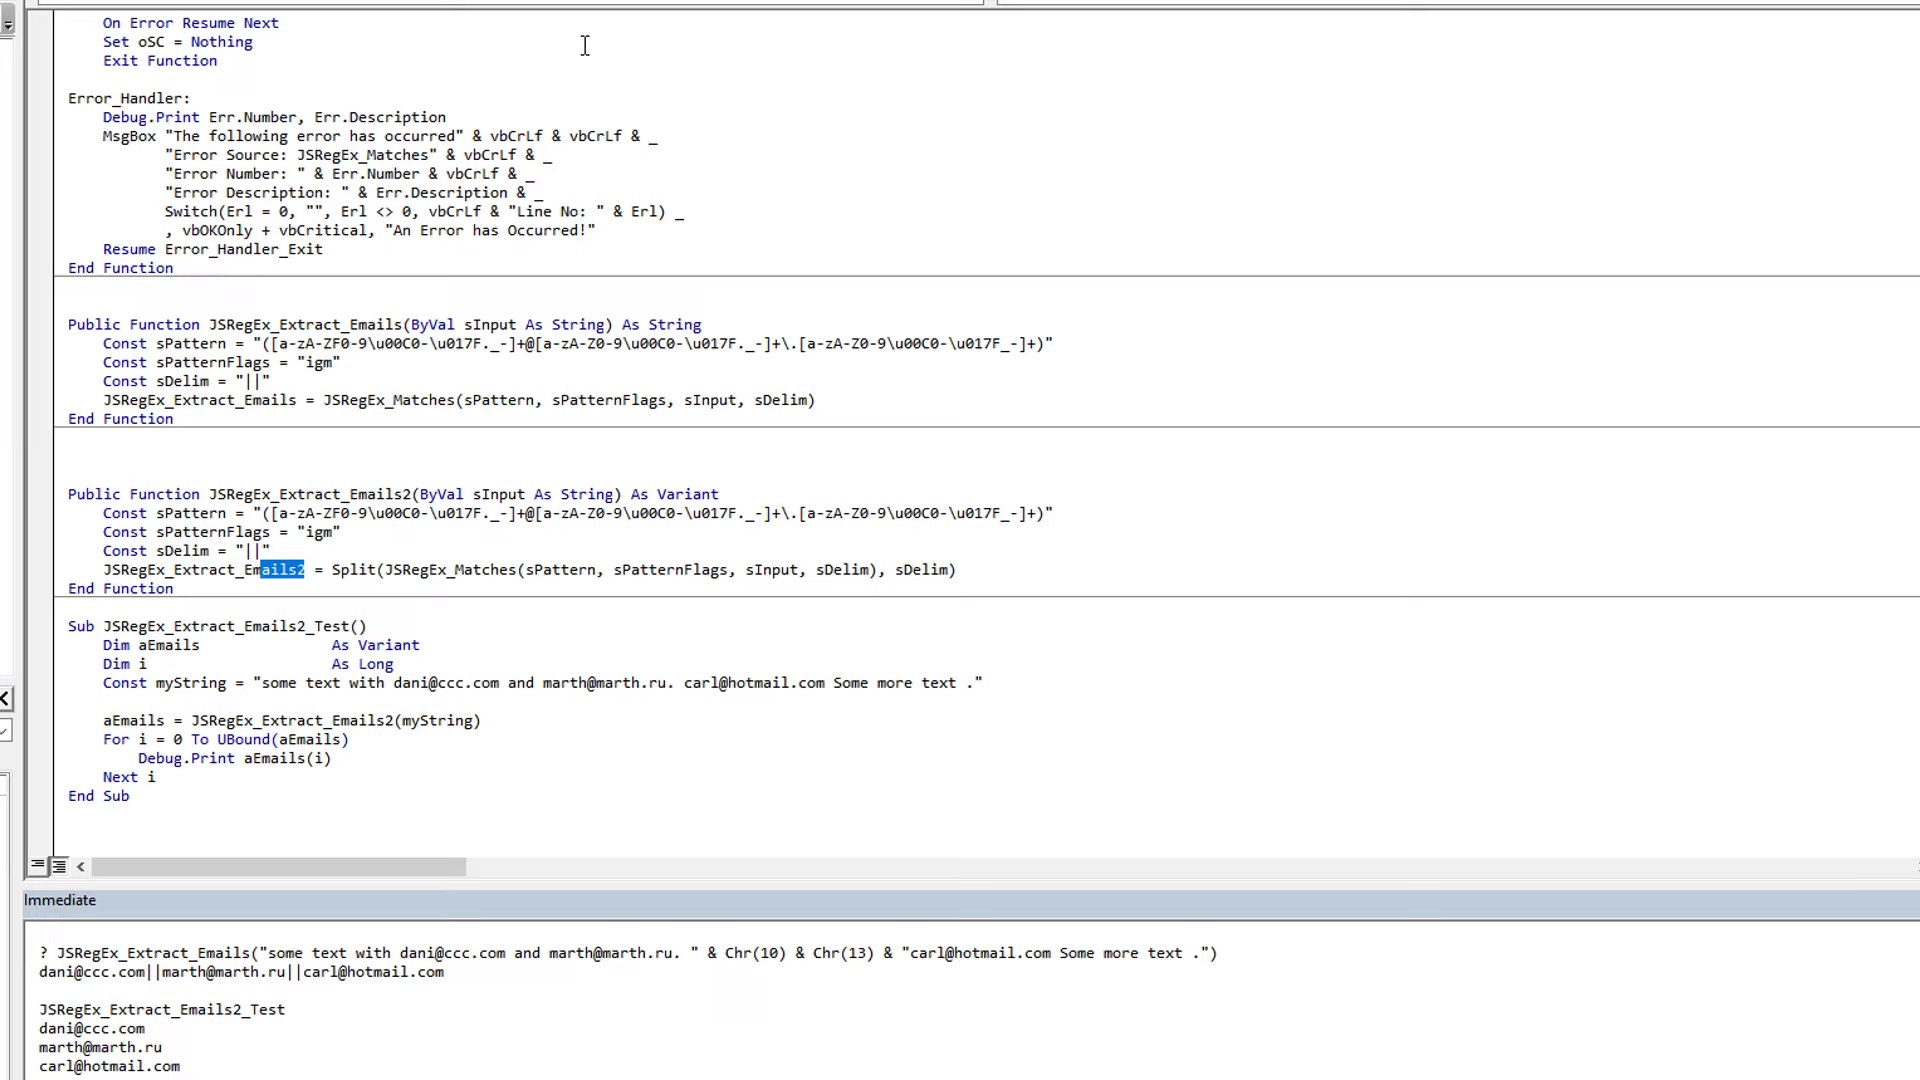 On Error Resume Next
Set oSC = Nothing
Exit Function
Error_Handler:
Debug.Print Err.Number, Err.Description
MsgBox "The following error has occurred" & vbCrLf & vbCrLf & _
"Error Source: JSRegEx_Matches" & vbCrLf & _
"Error Number: " & Err.Number & vbCrLf & _
"Error Description: " & Err.Description & _
Switch(Erl = 0, "", Erl <> 0, vbCrLf & "Line No: " & Erl) _
, vbOKOnly + vbCritical, "An Error has Occurred!"
Resume Error_Handler_Exit
End Function
Public Function JSRegEx_Extract_Emails(ByVal sInput As String) As String
Const sPattern = "([a-zA-ZF0-9\u00C0-\u017F._-]+@[a-zA-Z0-9\u00C0-\u017F._-]+\.[a-zA-Z0-9\u00C0-\u017F_-]+)"
Const sPatternFlags = "igm"
Const sDelim = "||"
JSRegEx_Extract_Emails = JSRegEx_Matches(sPattern, sPatternFlags, sInput, sDelim)
End Function
Public Function JSRegEx_Extract_Emails2(ByVal sInput As String) As Variant
Const sPattern = "([a-zA-ZF0-9\u00C0-\u017F._-]+@[a-zA-Z0-9\u00C0-\u017F._-]+\.[a-zA-Z0-9\u00C0-\u017F_-]+)"
Const sPatternFlags = "igm"
Const sDelim = "||"
JSRegEx_Extract_Emails2 = Split(JSRegEx_Matches(sPattern, sPatternFlags, sInput, sDelim), sDelim)
End Function
Sub JSRegEx_Extract_Emails2_Test()
Dim aEmails As Variant
Dim i As Long
Const myString = "some text with dani@ccc.com and marth@marth.ru. carl@hotmail.com Some more text ."
aEmails = JSRegEx_Extract_Emails2(myString)
For i = 0 To UBound(aEmails)
Debug.Print aEmails(i)
Next i
End Sub
Immediate
? JSRegEx_Extract_Emails("some text with dani@ccc.com and marth@marth.ru. " & Chr(10) & Chr(13) & "carl@hotmail.com Some more text .")
dani@ccc.com||marth@marth.ru||carl@hotmail.com
JSRegEx_Extract_Emails2_Test
dani@ccc.com
marth@marth.ru
carl@hotmail.com